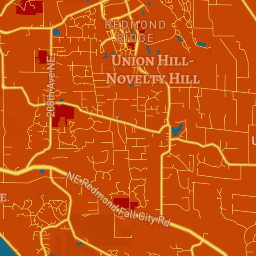 REDMOND
RIDGE
UNION HILL-
NOVELTY HILL
208th Ave NE
NE Redmond-Fall City Rd
E